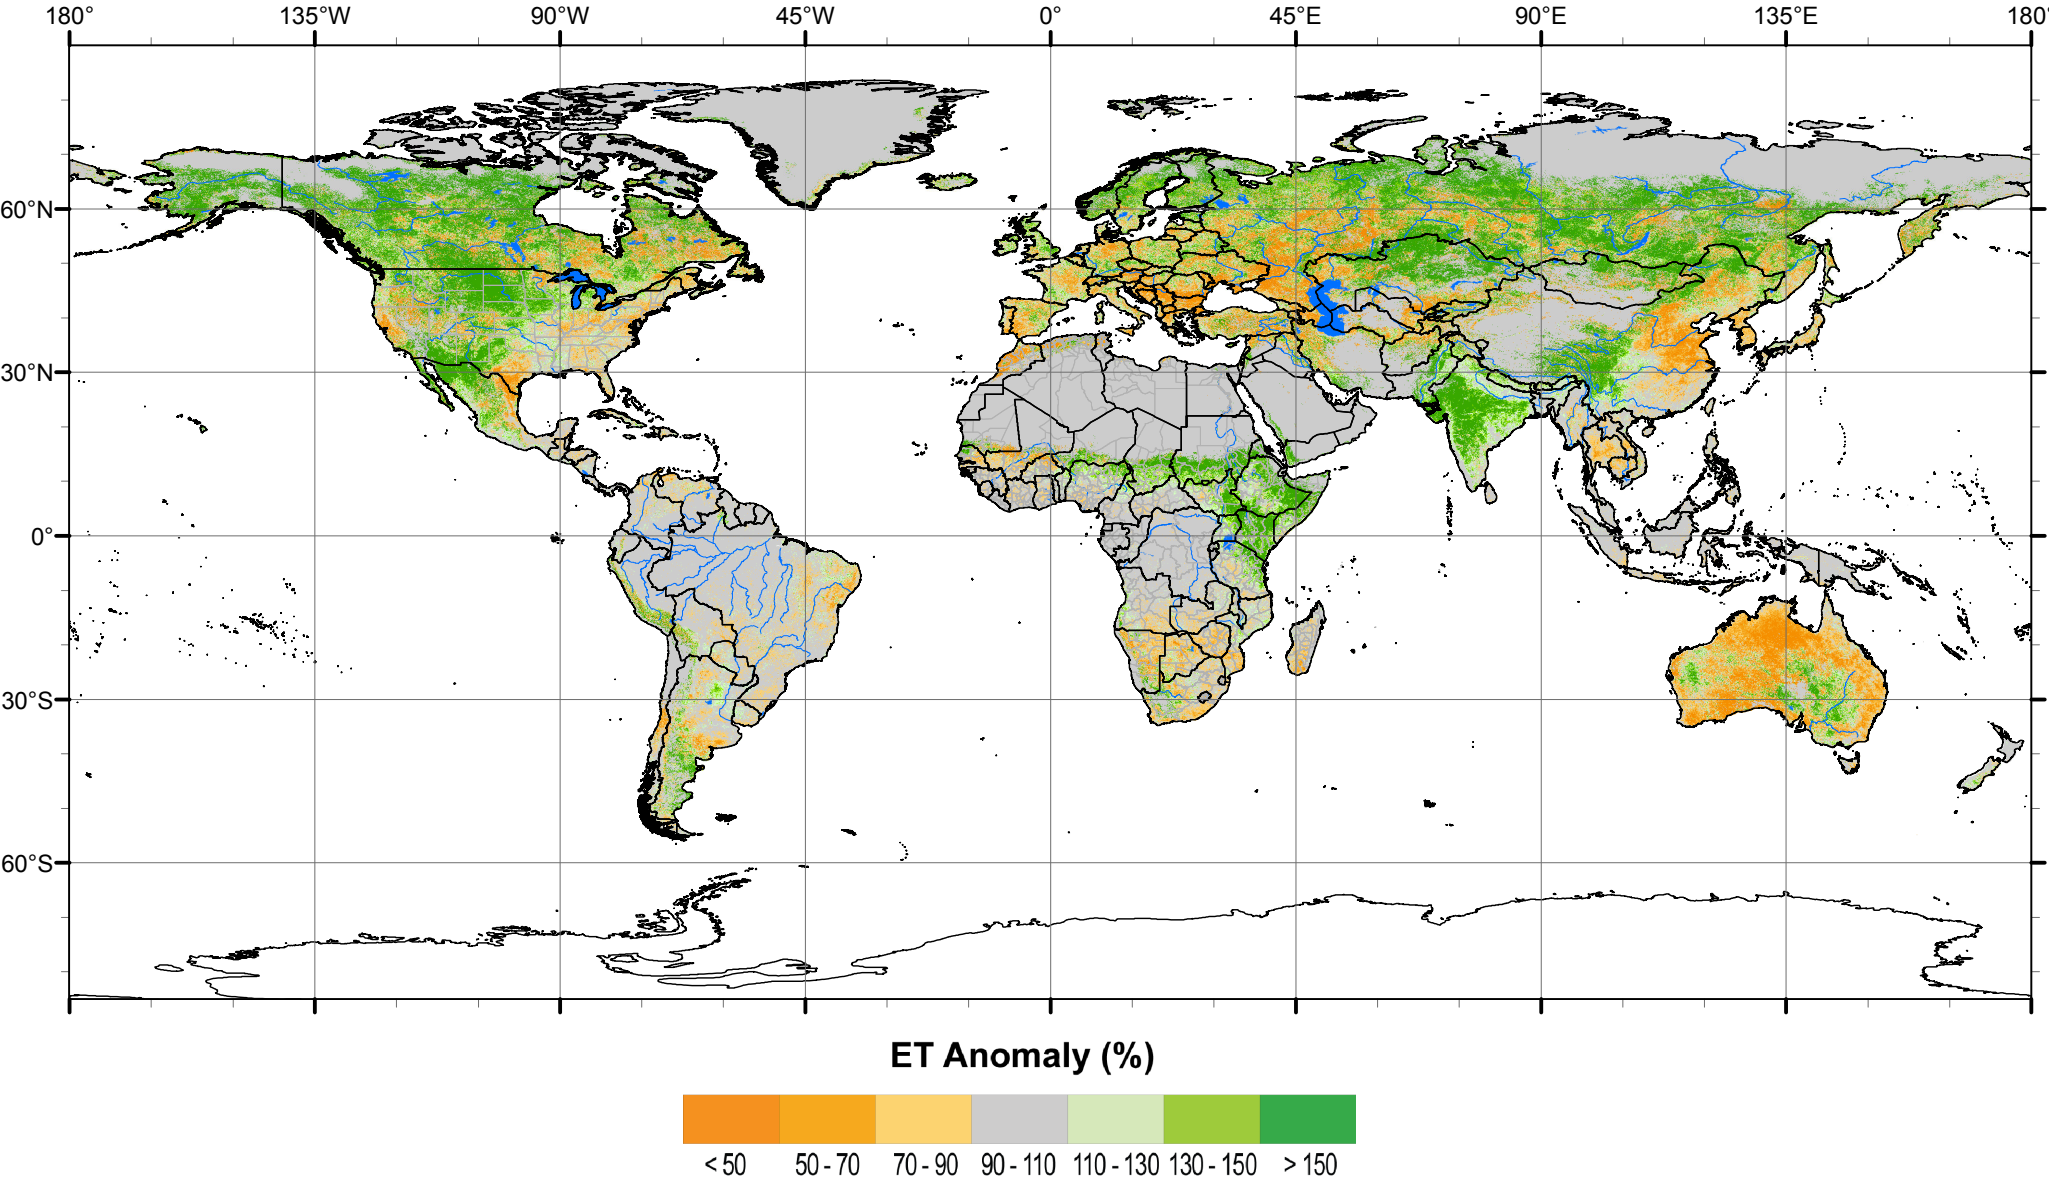 180° 135°W 90°W 45°W 0° 45°E 90°E 135°E 180°
60°N
30°N
0°
30°S
60°S
ET Anomaly (%)
< 50 50 - 70 70 - 90 90 - 110 110 - 130 130 - 150 > 150